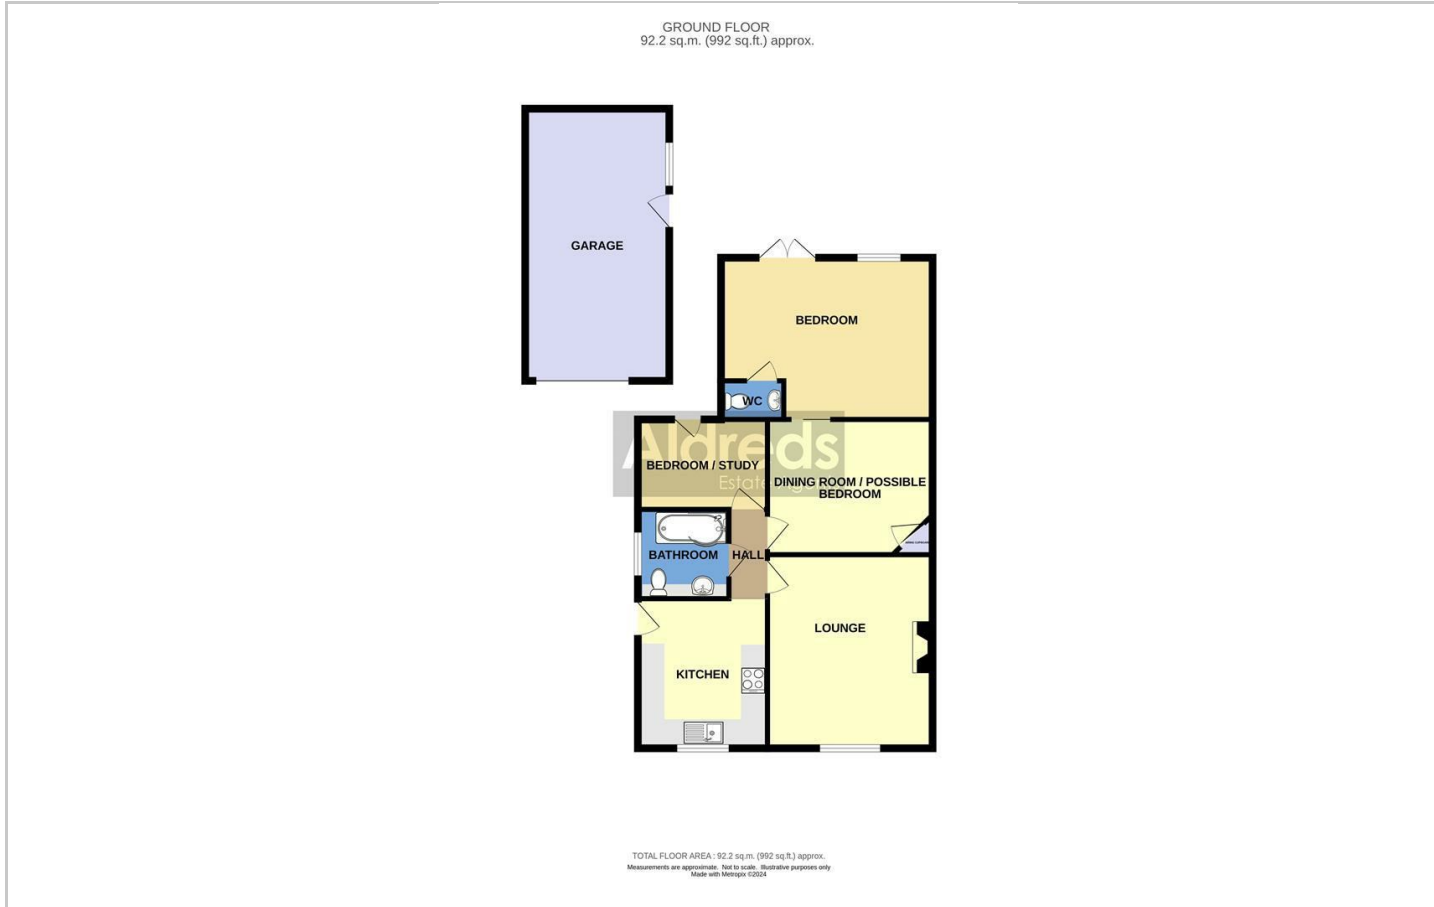 GROUND FLOOR
92.2 sq.m. (992 sq.ft.) approx.
GARAGE
BEDROOM
WC
Aldreds
Estate
BEDROOM / STUDY
DINING ROOM / POSSIBLE
BEDROOM
BATHROOM
HALL
LOUNGE
KITCHEN
TOTAL FLOOR AREA : 92.2 sq.m. (992 sq.ft.) approx.
Measurements are approximate. Not to scale. Illustrative purposes only
Made with Metropix ©2024